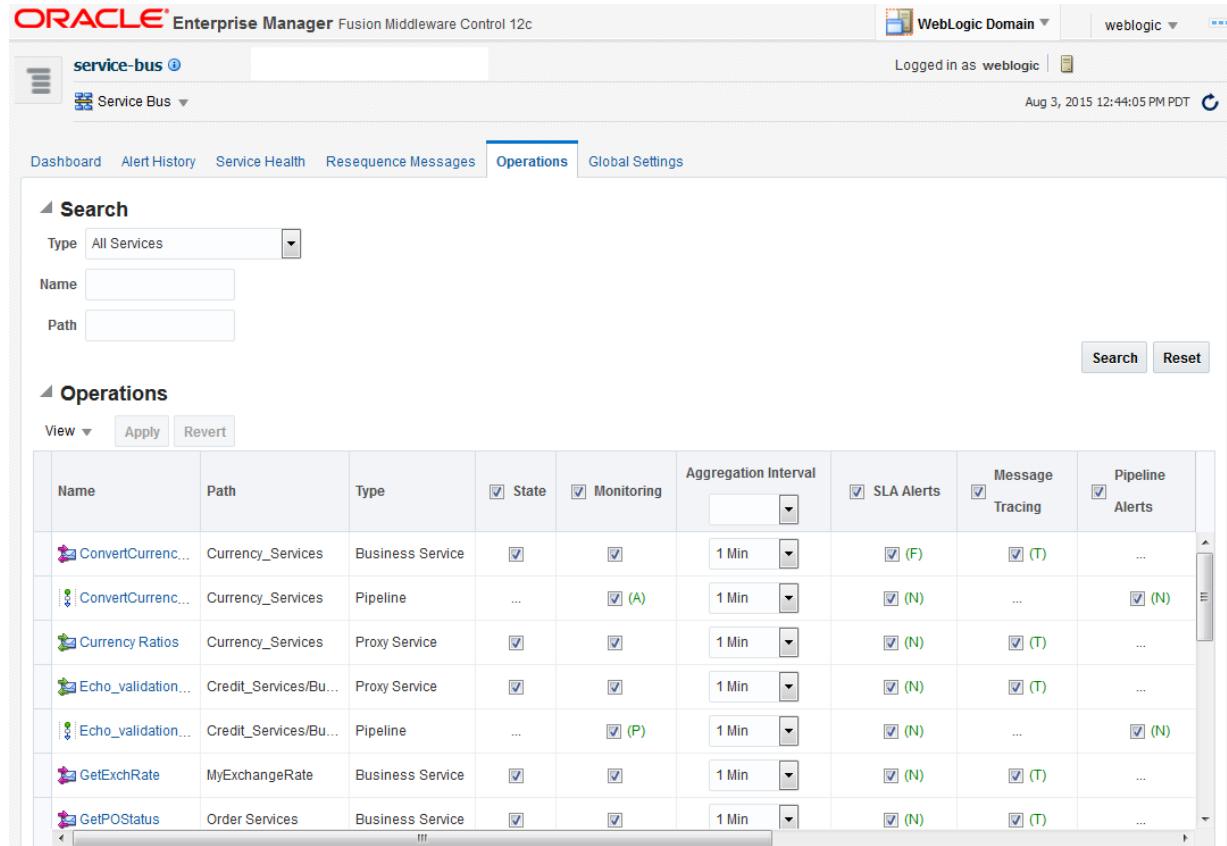 ORACLE Enterprise Manager Fusion Middleware Control 12c WebLogic Domain weblogic
service-bus Logged in as weblogic
Service Bus Aug 3, 2015 12:44:05 PM PDT
Dashboard Alert History Service Health Resequence Messages Operations Global Settings
Search
Type All Services
Name
Path
Search Reset
Operations
View Apply Revert
Name Path Type State Monitoring Aggregation Interval SLA Alerts Message Tracing Pipeline Alerts
ConvertCurrenc... Currency_Services Business Service 1 Min (F) (T) ...
ConvertCurrenc... Currency_Services Pipeline ... (A) 1 Min (N) ... (N)
Currency Ratios Currency_Services Proxy Service 1 Min (N) (T) ...
Echo_validation... Credit_Services/Bu... Proxy Service 1 Min (N) (T) ...
Echo_validation... Credit_Services/Bu... Pipeline ... (P) 1 Min (N) ... (N)
GetExchRate MyExchangeRate Business Service 1 Min (N) (T) ...
GetPOStatus Order Services Business Service 1 Min (N) (T) ...